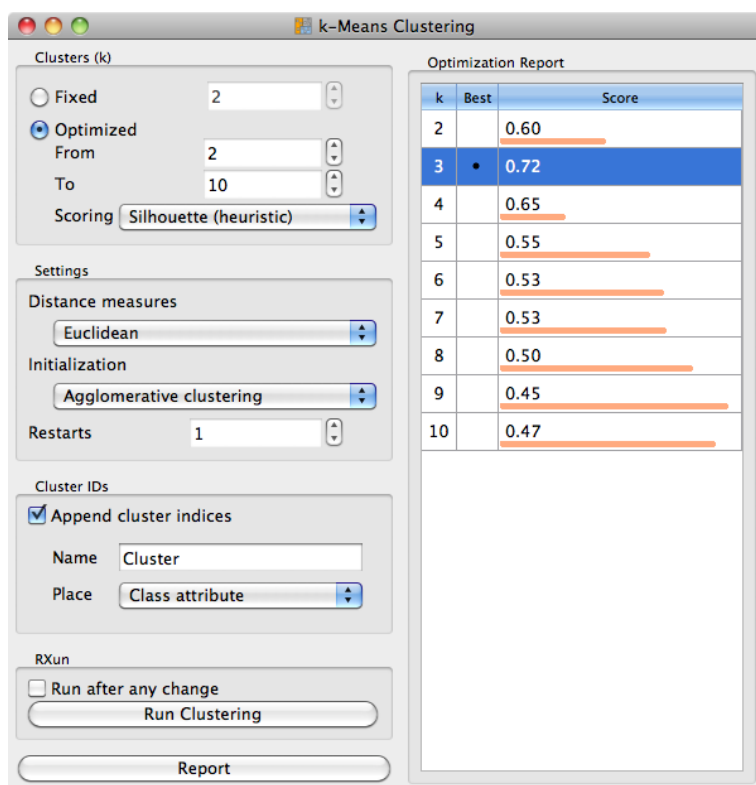 k-Means Clustering
Clusters (k)
Fixed 2
Optimized
From 2
To 10
Scoring Silhouette (heuristic)
Settings
Distance measures
Euclidean
Initialization
Agglomerative clustering
Restarts 1
Cluster IDs
Append cluster indices
Name Cluster
Place Class attribute
RXun
Run after any change
Run Clustering
Report
Optimization Report
k Best Score
2 0.60
3 • 0.72
4 0.65
5 0.55
6 0.53
7 0.53
8 0.50
9 0.45
10 0.47